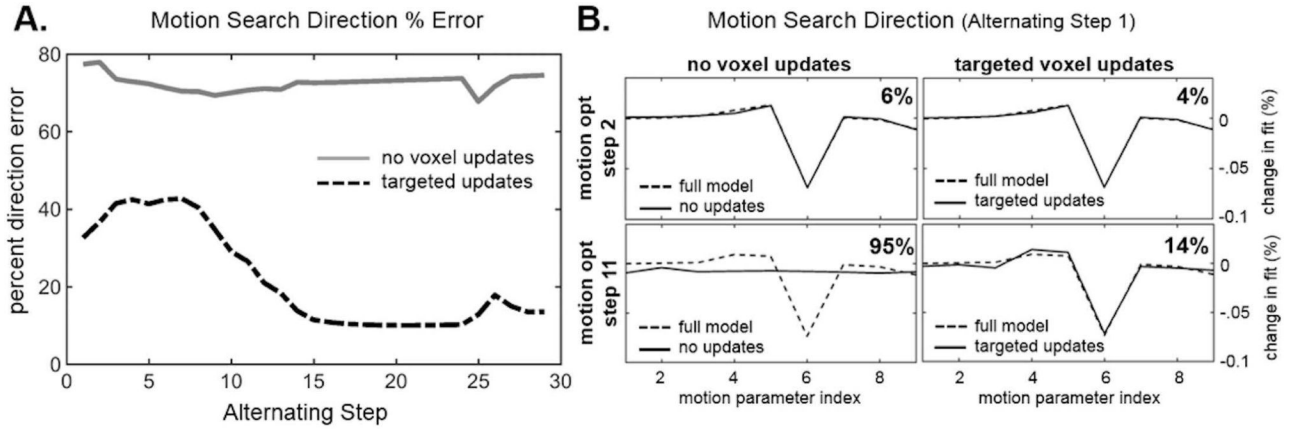 A.
Motion Search Direction % Error
percent direction error
80
60
40
20
0
no voxel updates
targeted updates
0 5 10 15 20 25 30
Alternating Step
B.
Motion Search Direction (Alternating Step 1)
no voxel updates
targeted voxel updates
motion opt
step 2
6%
full model
no updates
4%
full model
targeted updates
0
-.05
-0.1
change in fit (%)
motion opt
step 11
95%
full model
no updates
14%
full model
targeted updates
0
-.05
-0.1
change in fit (%)
2 4 6 8
motion parameter index
2 4 6 8
motion parameter index